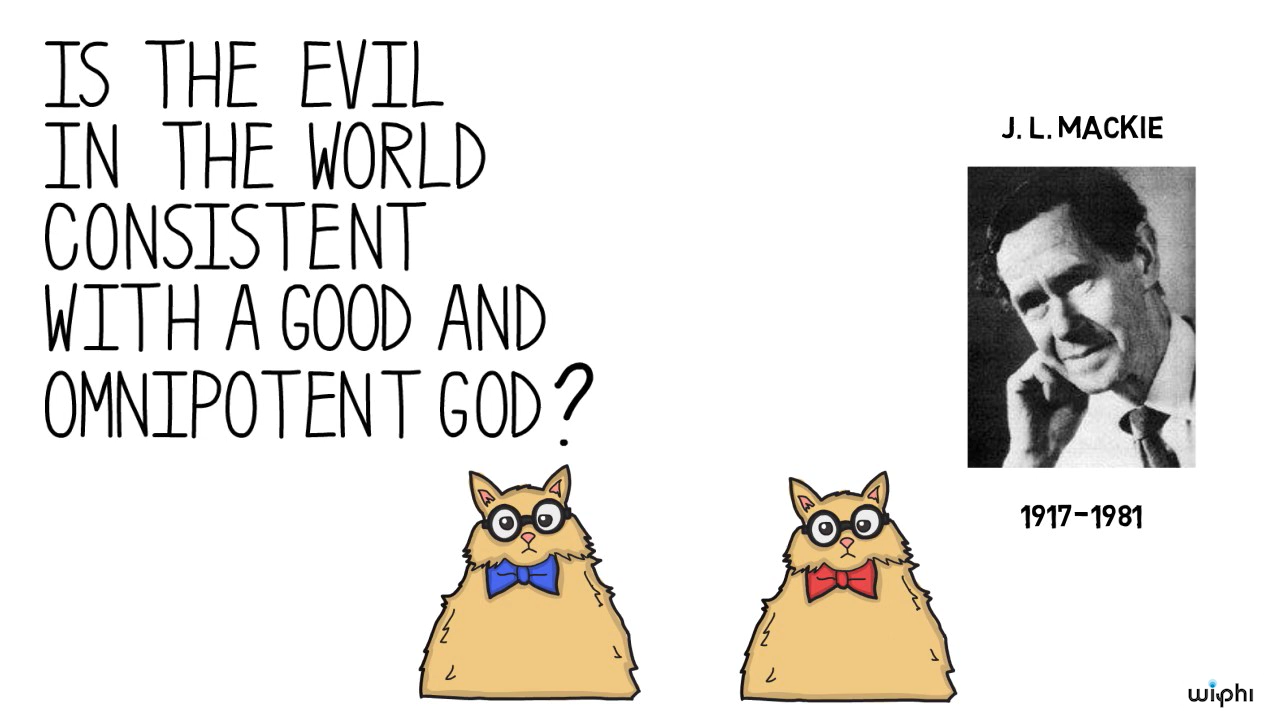 IS THE EVIL
IN THE WORLD
CONSISTENT
WITH A GOOD AND
OMNIPOTENT GOD?
J. L. MACKIE
1917-1981
wiphi